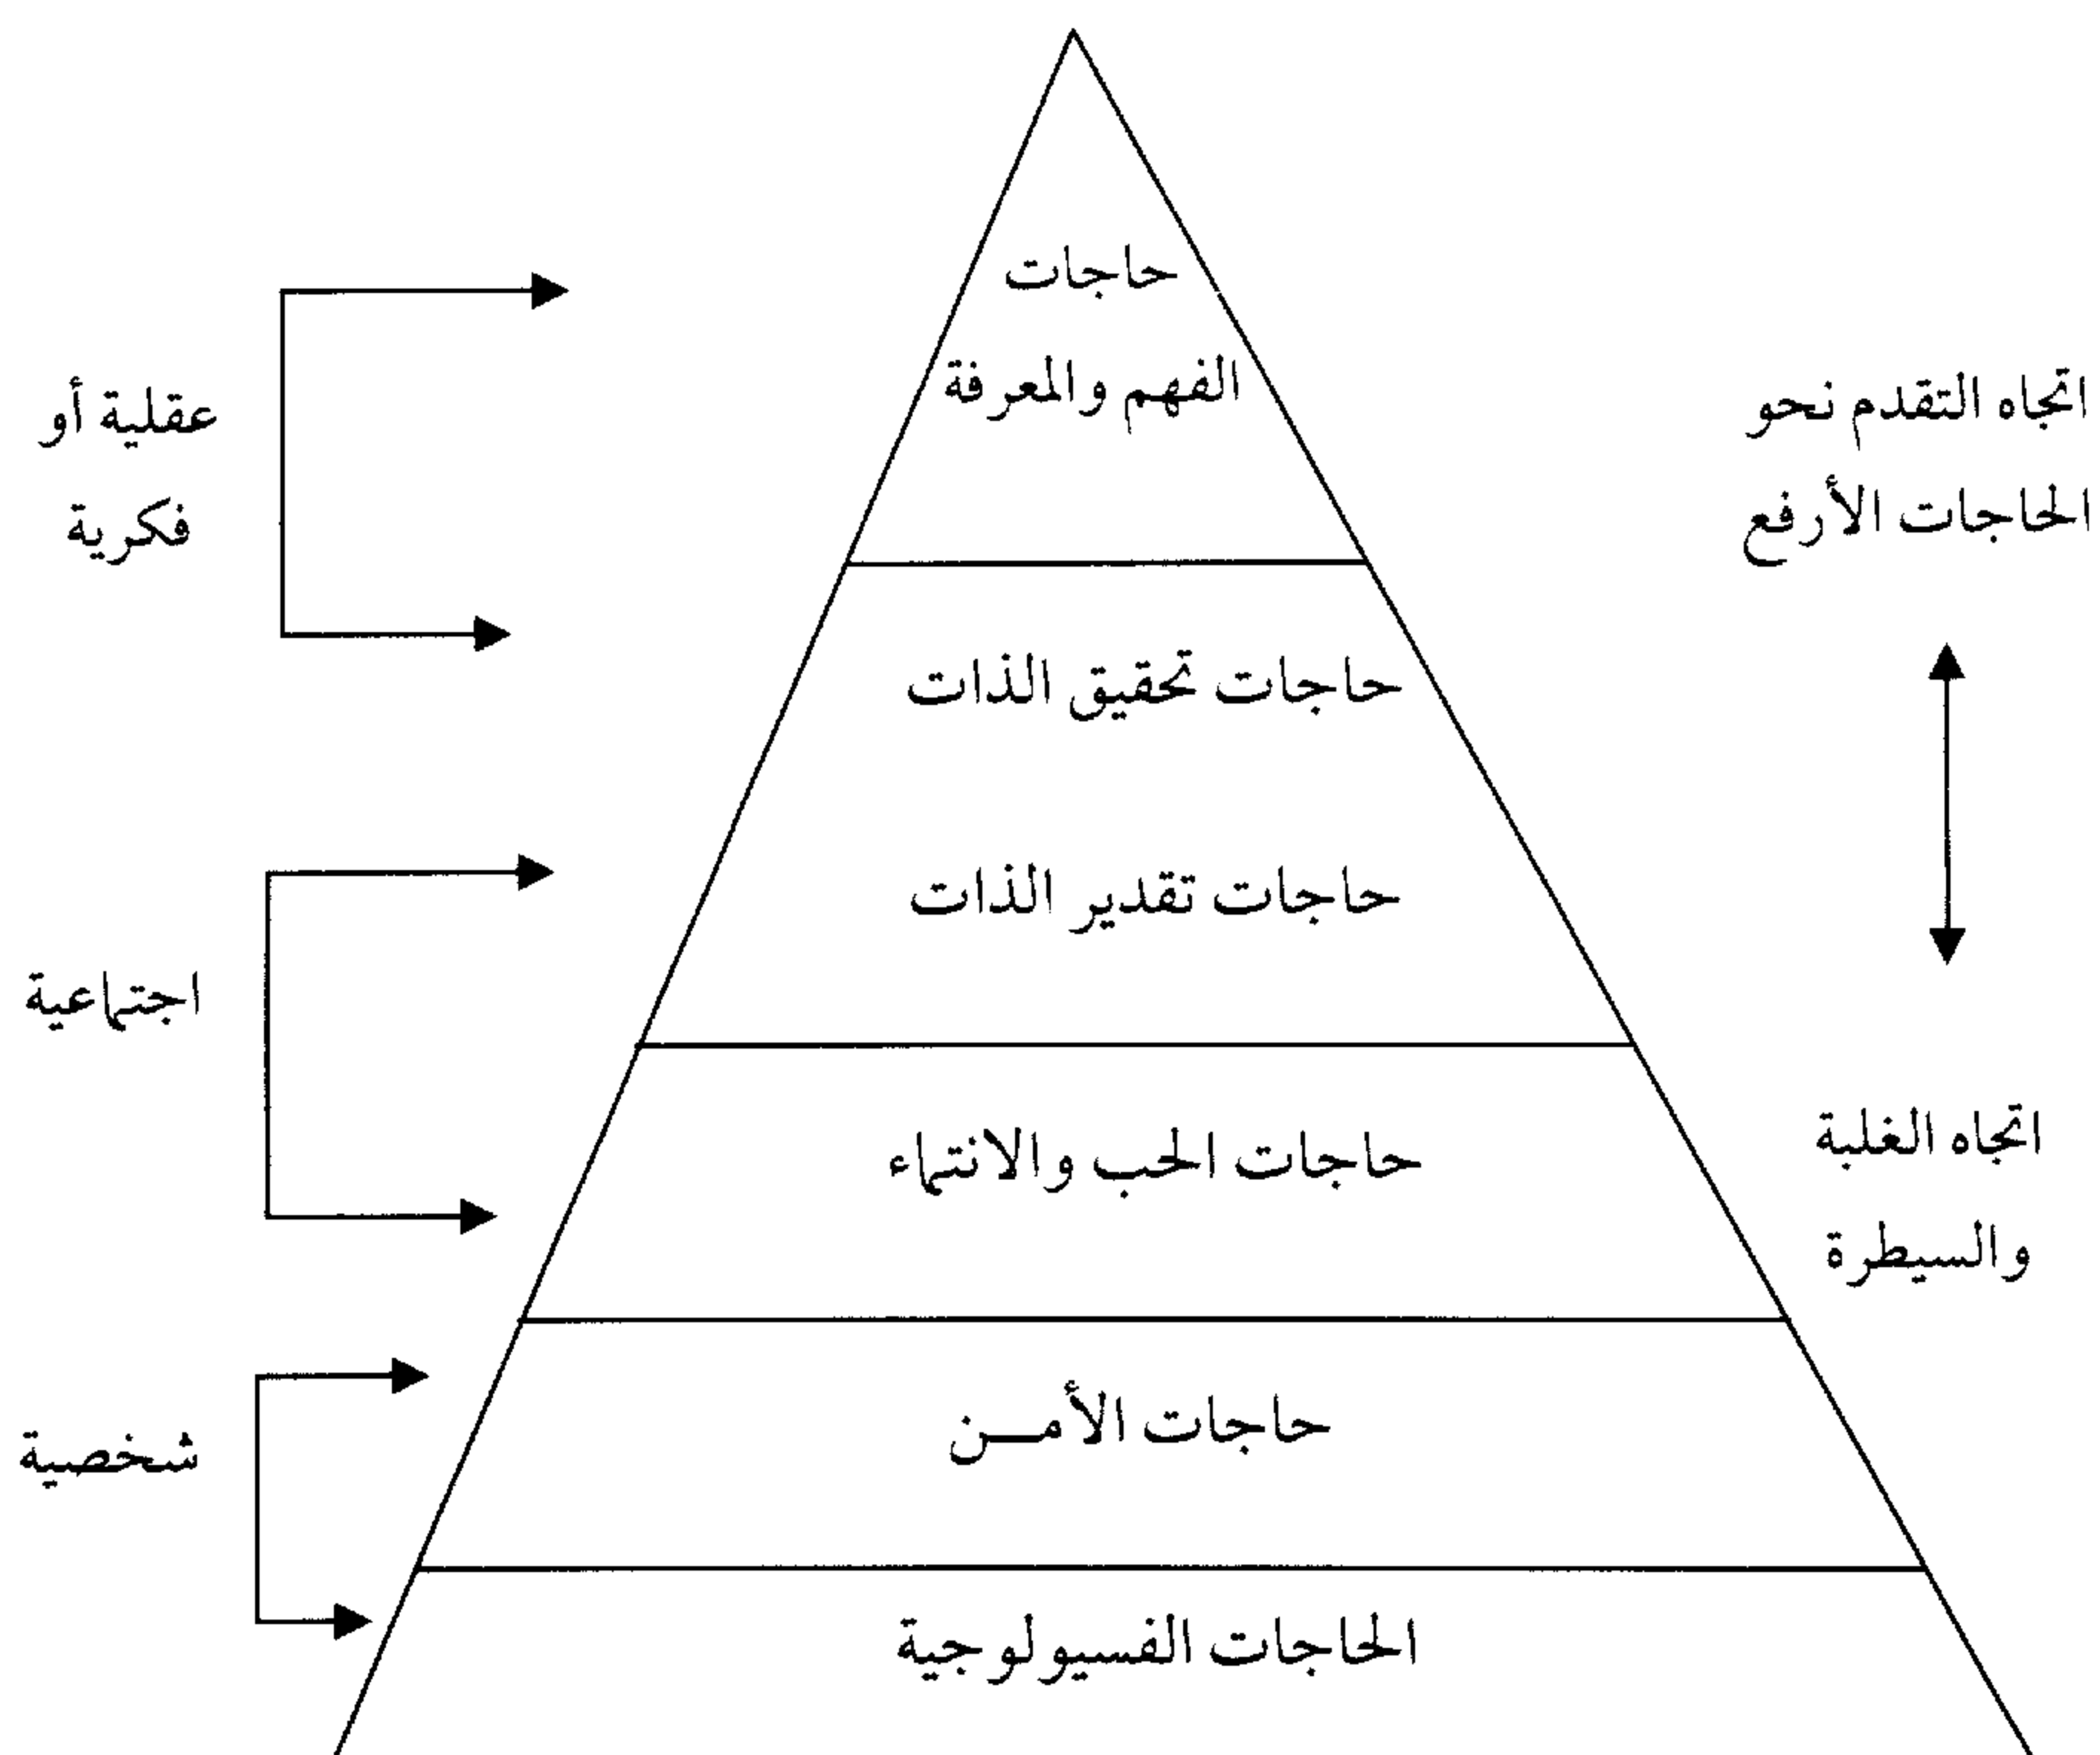 حاجات
الفهم والمعرفة
اتجاه التقدم نحو
الحاجات الأرفع
عقلية أو
فكرية
حاجات تحقيق الذات
حاجات تقدير الذات
اجتماعية
حاجات الحب والانتماء
اتجاه الغلبة
والسيطرة
حاجات الأمــن
شخصية
الحاجات الفسيولوجية